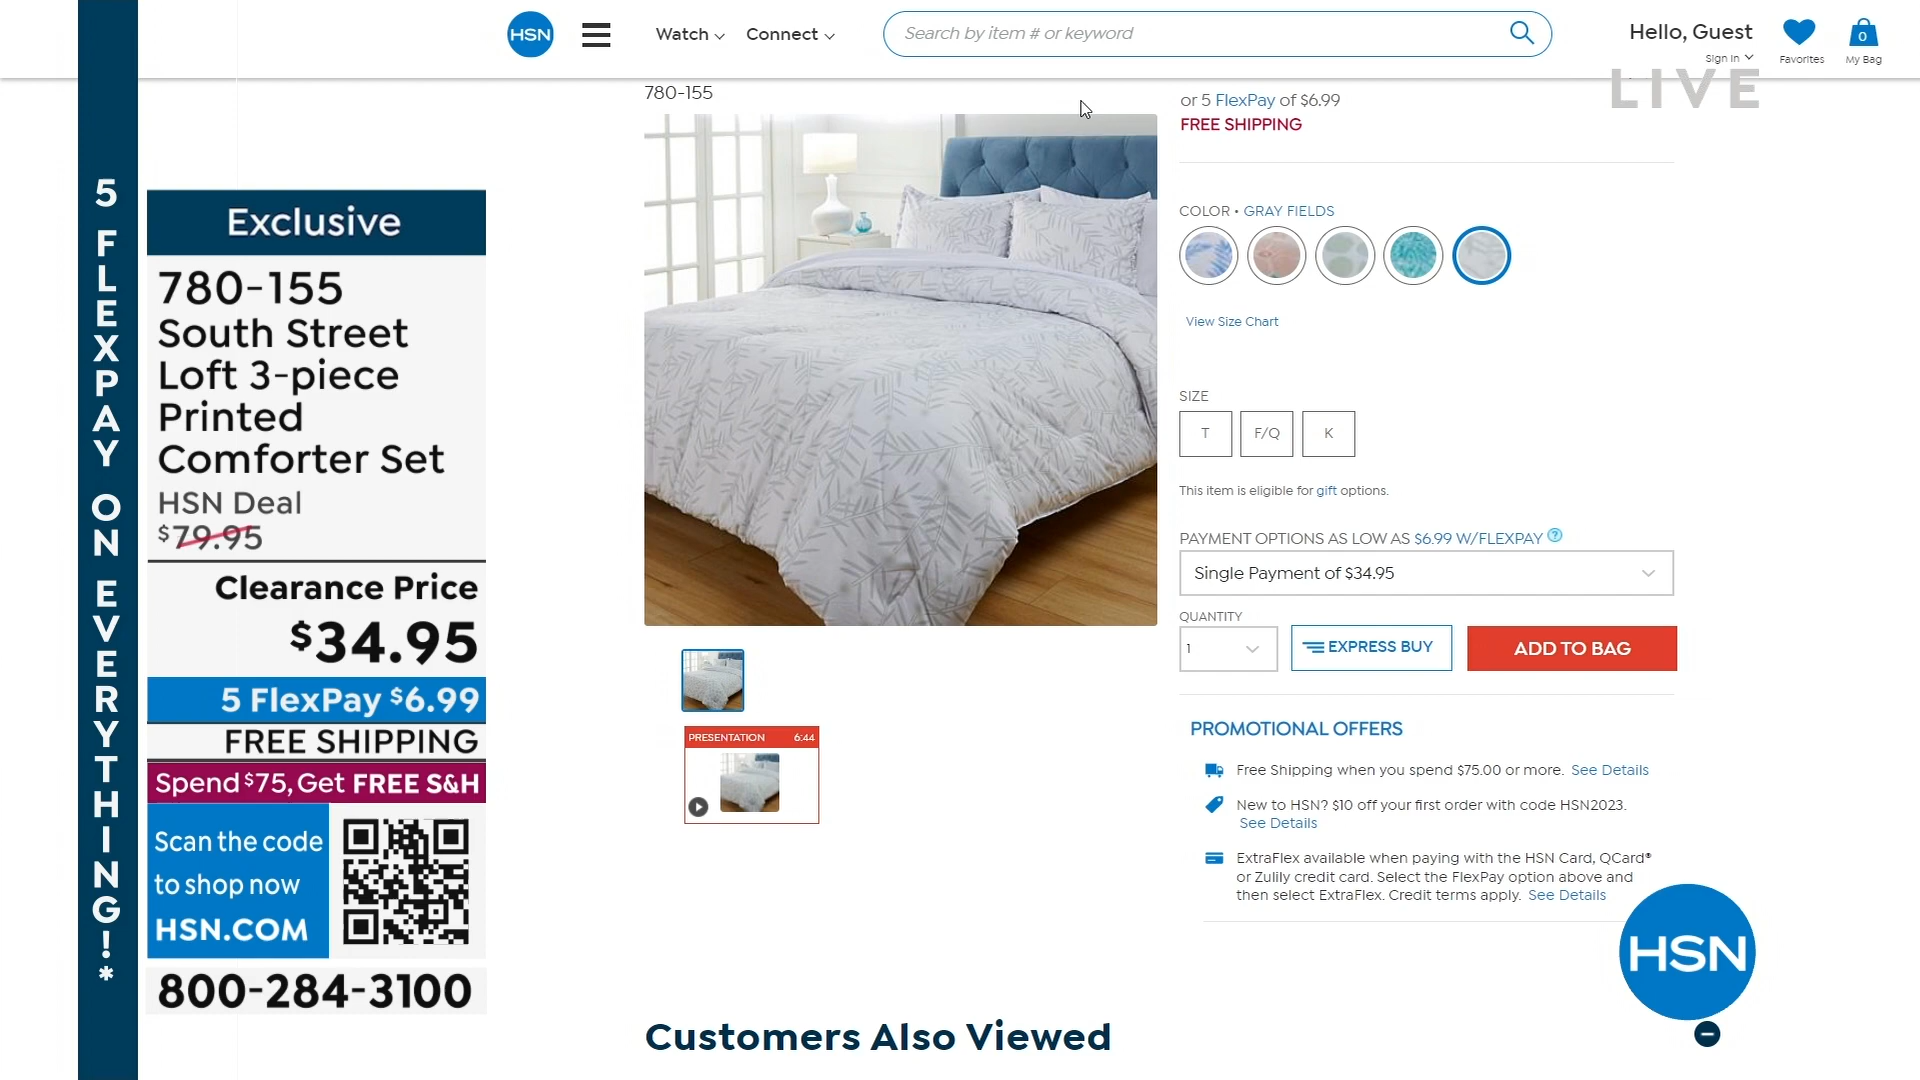 HSN
Watch
Connect
Search by item # or keyword
Hello, Guest
Sign In
Favorites
0
My Bag
LIVE
5 FLEXPAY ON EVERYTHING!*
Exclusive
780-155
South Street
Loft 3-piece
Printed
Comforter Set
HSN Deal
$79.95
Clearance Price
$34.95
5 FlexPay $6.99
FREE SHIPPING
Spend $75, Get FREE S&H
Scan the code
to shop now
HSN.COM
800-284-3100
780-155
PRESENTATION 6:44
or 5 FlexPay of $6.99
FREE SHIPPING
COLOR • GRAY FIELDS
View Size Chart
SIZE
T
F/Q
K
This item is eligible for gift options.
PAYMENT OPTIONS AS LOW AS $6.99 W/FLEXPAY ?
Single Payment of $34.95
QUANTITY
1
EXPRESS BUY
ADD TO BAG
PROMOTIONAL OFFERS
Free Shipping when you spend $75.00 or more. See Details
New to HSN? $10 off your first order with code HSN2023.
See Details
ExtraFlex available when paying with the HSN Card, QCard®
or Zulily credit card. Select the FlexPay option above and
then select ExtraFlex. Credit terms apply. See Details
HSN
Customers Also Viewed